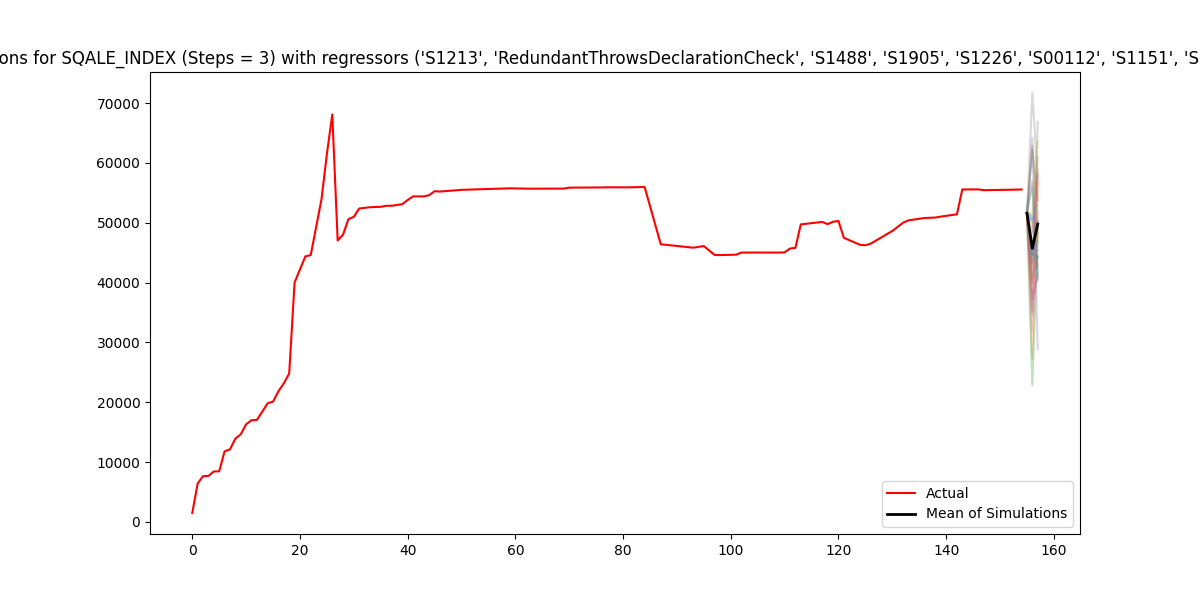 ons for SQALE_INDEX (Steps = 3) with regressors ('S1213', 'RedundantThrowsDeclarationCheck', 'S1488', 'S1905', 'S1226', 'S00112', 'S1151', 'S
70000
60000
50000
40000
30000
20000
10000
0
0 20 40 60 80 100 120 140 160
Actual
Mean of Simulations